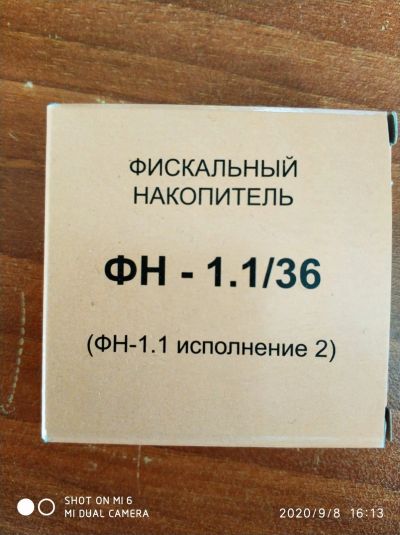 ФИСКАЛЬНЫЙ
НАКОПИТЕЛЬ
ФН - 1.1/36
(ФН-1.1 исполнение 2)
SHOT ON MI 6
MI DUAL CAMERA
2020/9/8 16:13